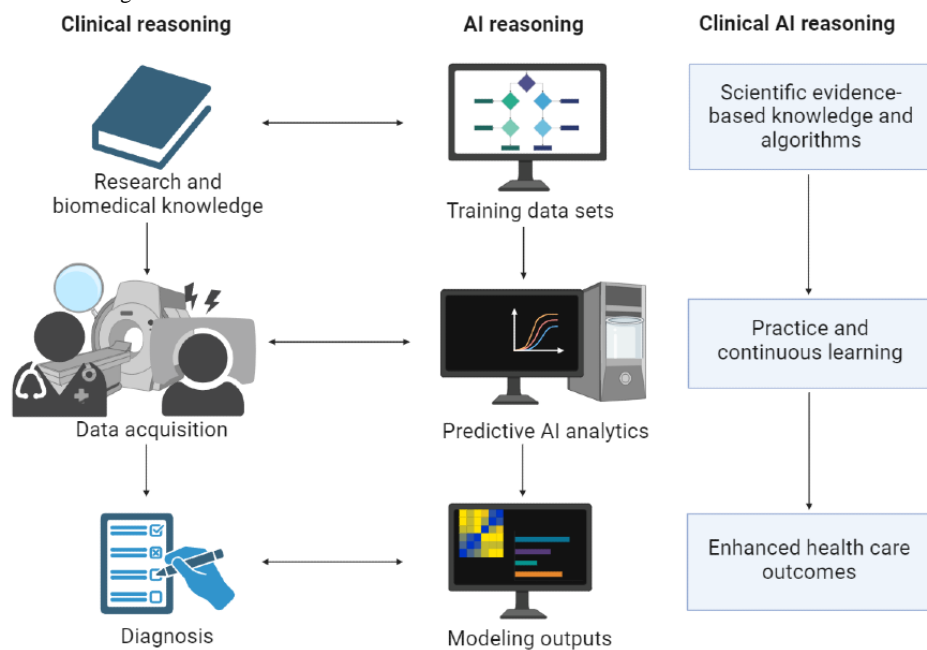 Clinical reasoning
AI reasoning
Clinical AI reasoning
Research and
biomedical knowledge
Training data sets
Scientific evidence-
based knowledge and
algorithms
Data acquisition
Predictive AI analytics
Practice and
continuous learning
Diagnosis
Modeling outputs
Enhanced health care
outcomes